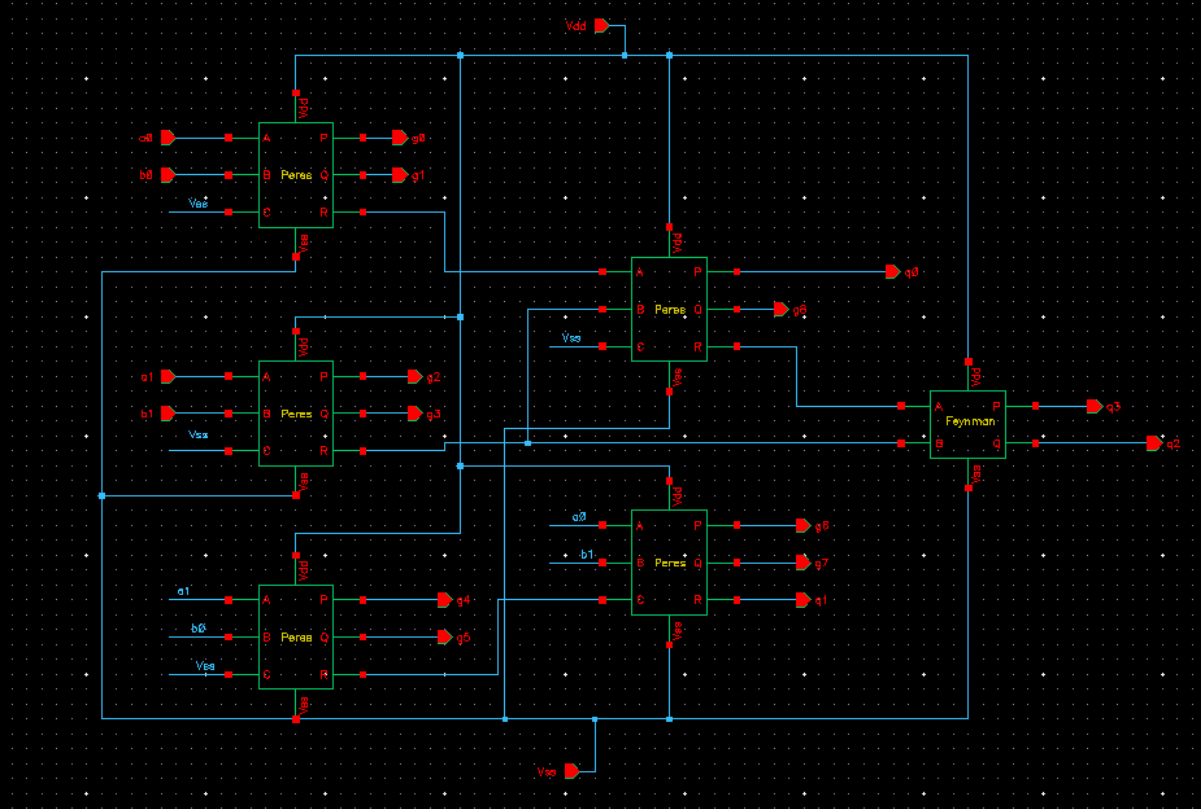 Vdd
Vdd
a0 A P g0
b0 B Peres Q g1
Vss C R
Vss
Vdd
A P q0
B Peres Q g8
Vss C R
Vss
Vdd
a1 A P g2
b1 B Peres Q g3
Vss C R
Vss
Vdd
A P q3
Feynman
B Q q2
Vss
Vdd
a0 A P g6
b1 B Peres Q g7
C R q1
Vss
Vdd
a1 A P g4
b0 B Peres Q g5
Vss C R
Vss
Vss